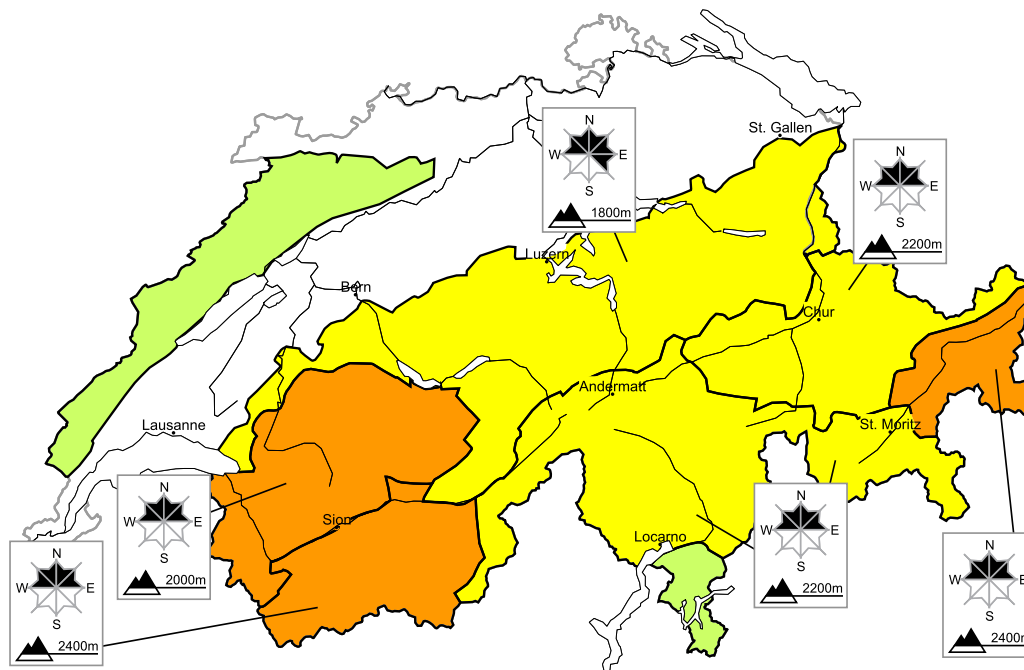 St. Gallen
N
W E
S
1800m
N
W E
S
2200m
Luzern
Bern
Chur
Andermatt
Lausanne
St. Moritz
N
W E
S
2000m
Sion
N
W E
S
2200m
Locarno
N
W E
S
2400m
N
W E
S
2400m